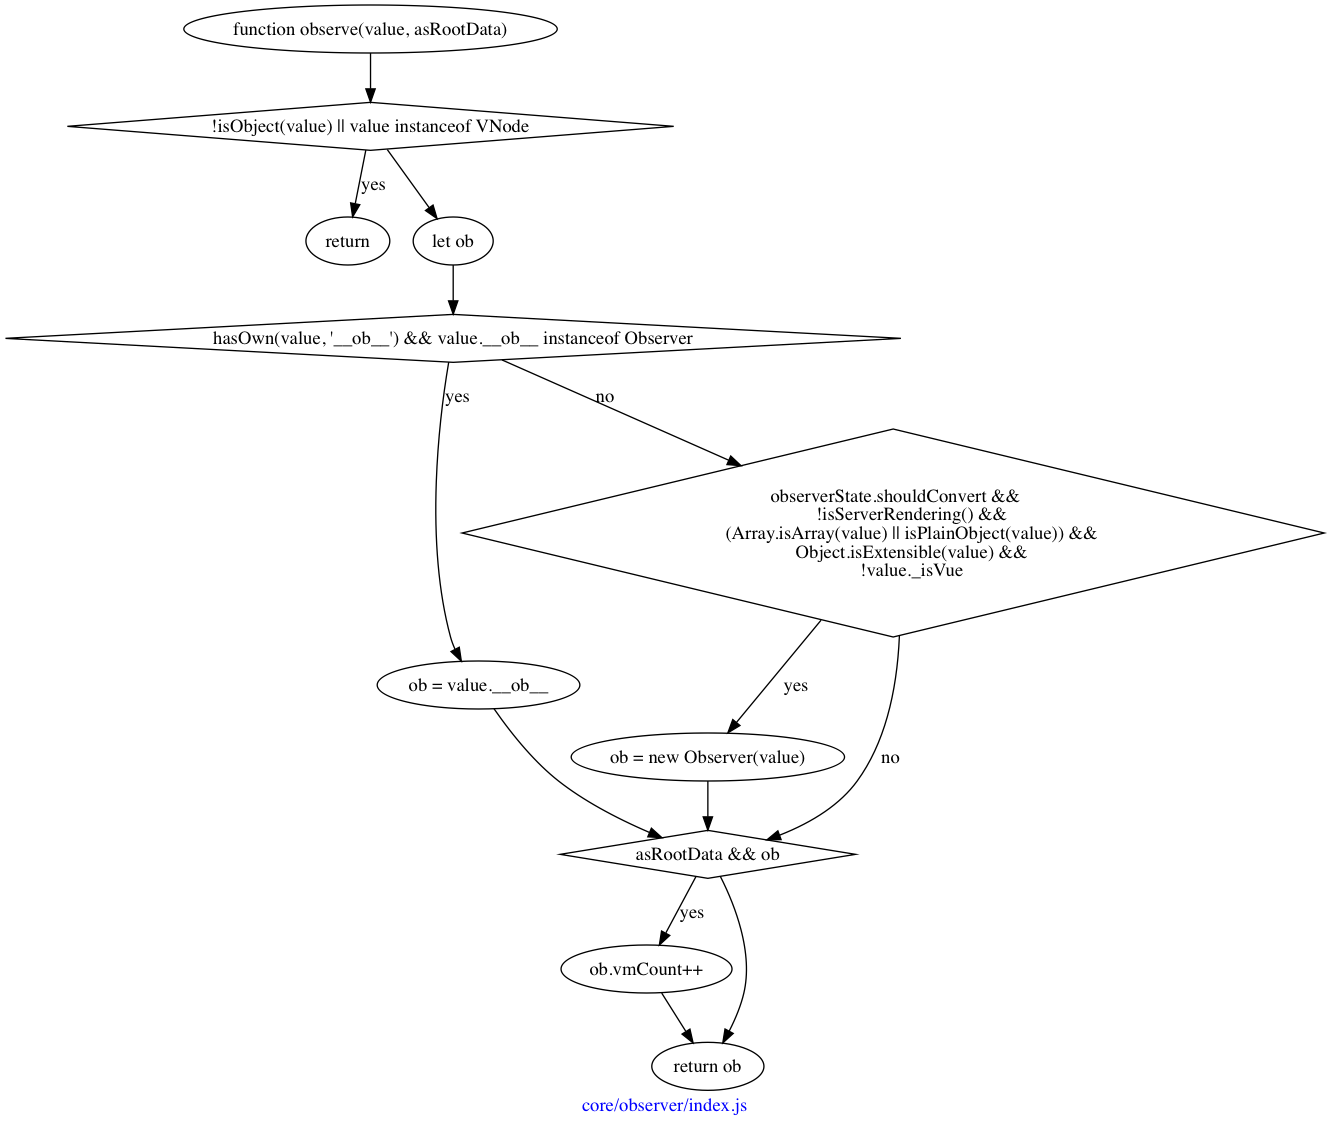 function observe(value, asRootData)
!isObject(value) || value instanceof VNode
yes
return
let ob
hasOwn(value, '__ob__') && value.__ob__ instanceof Observer
yes
no
observerState.shouldConvert &&
!isServerRendering() &&
(Array.isArray(value) || isPlainObject(value)) &&
Object.isExtensible(value) &&
!value._isVue
ob = value.__ob__
yes
ob = new Observer(value)
no
asRootData && ob
yes
ob.vmCount++
return ob
core/observer/index.js